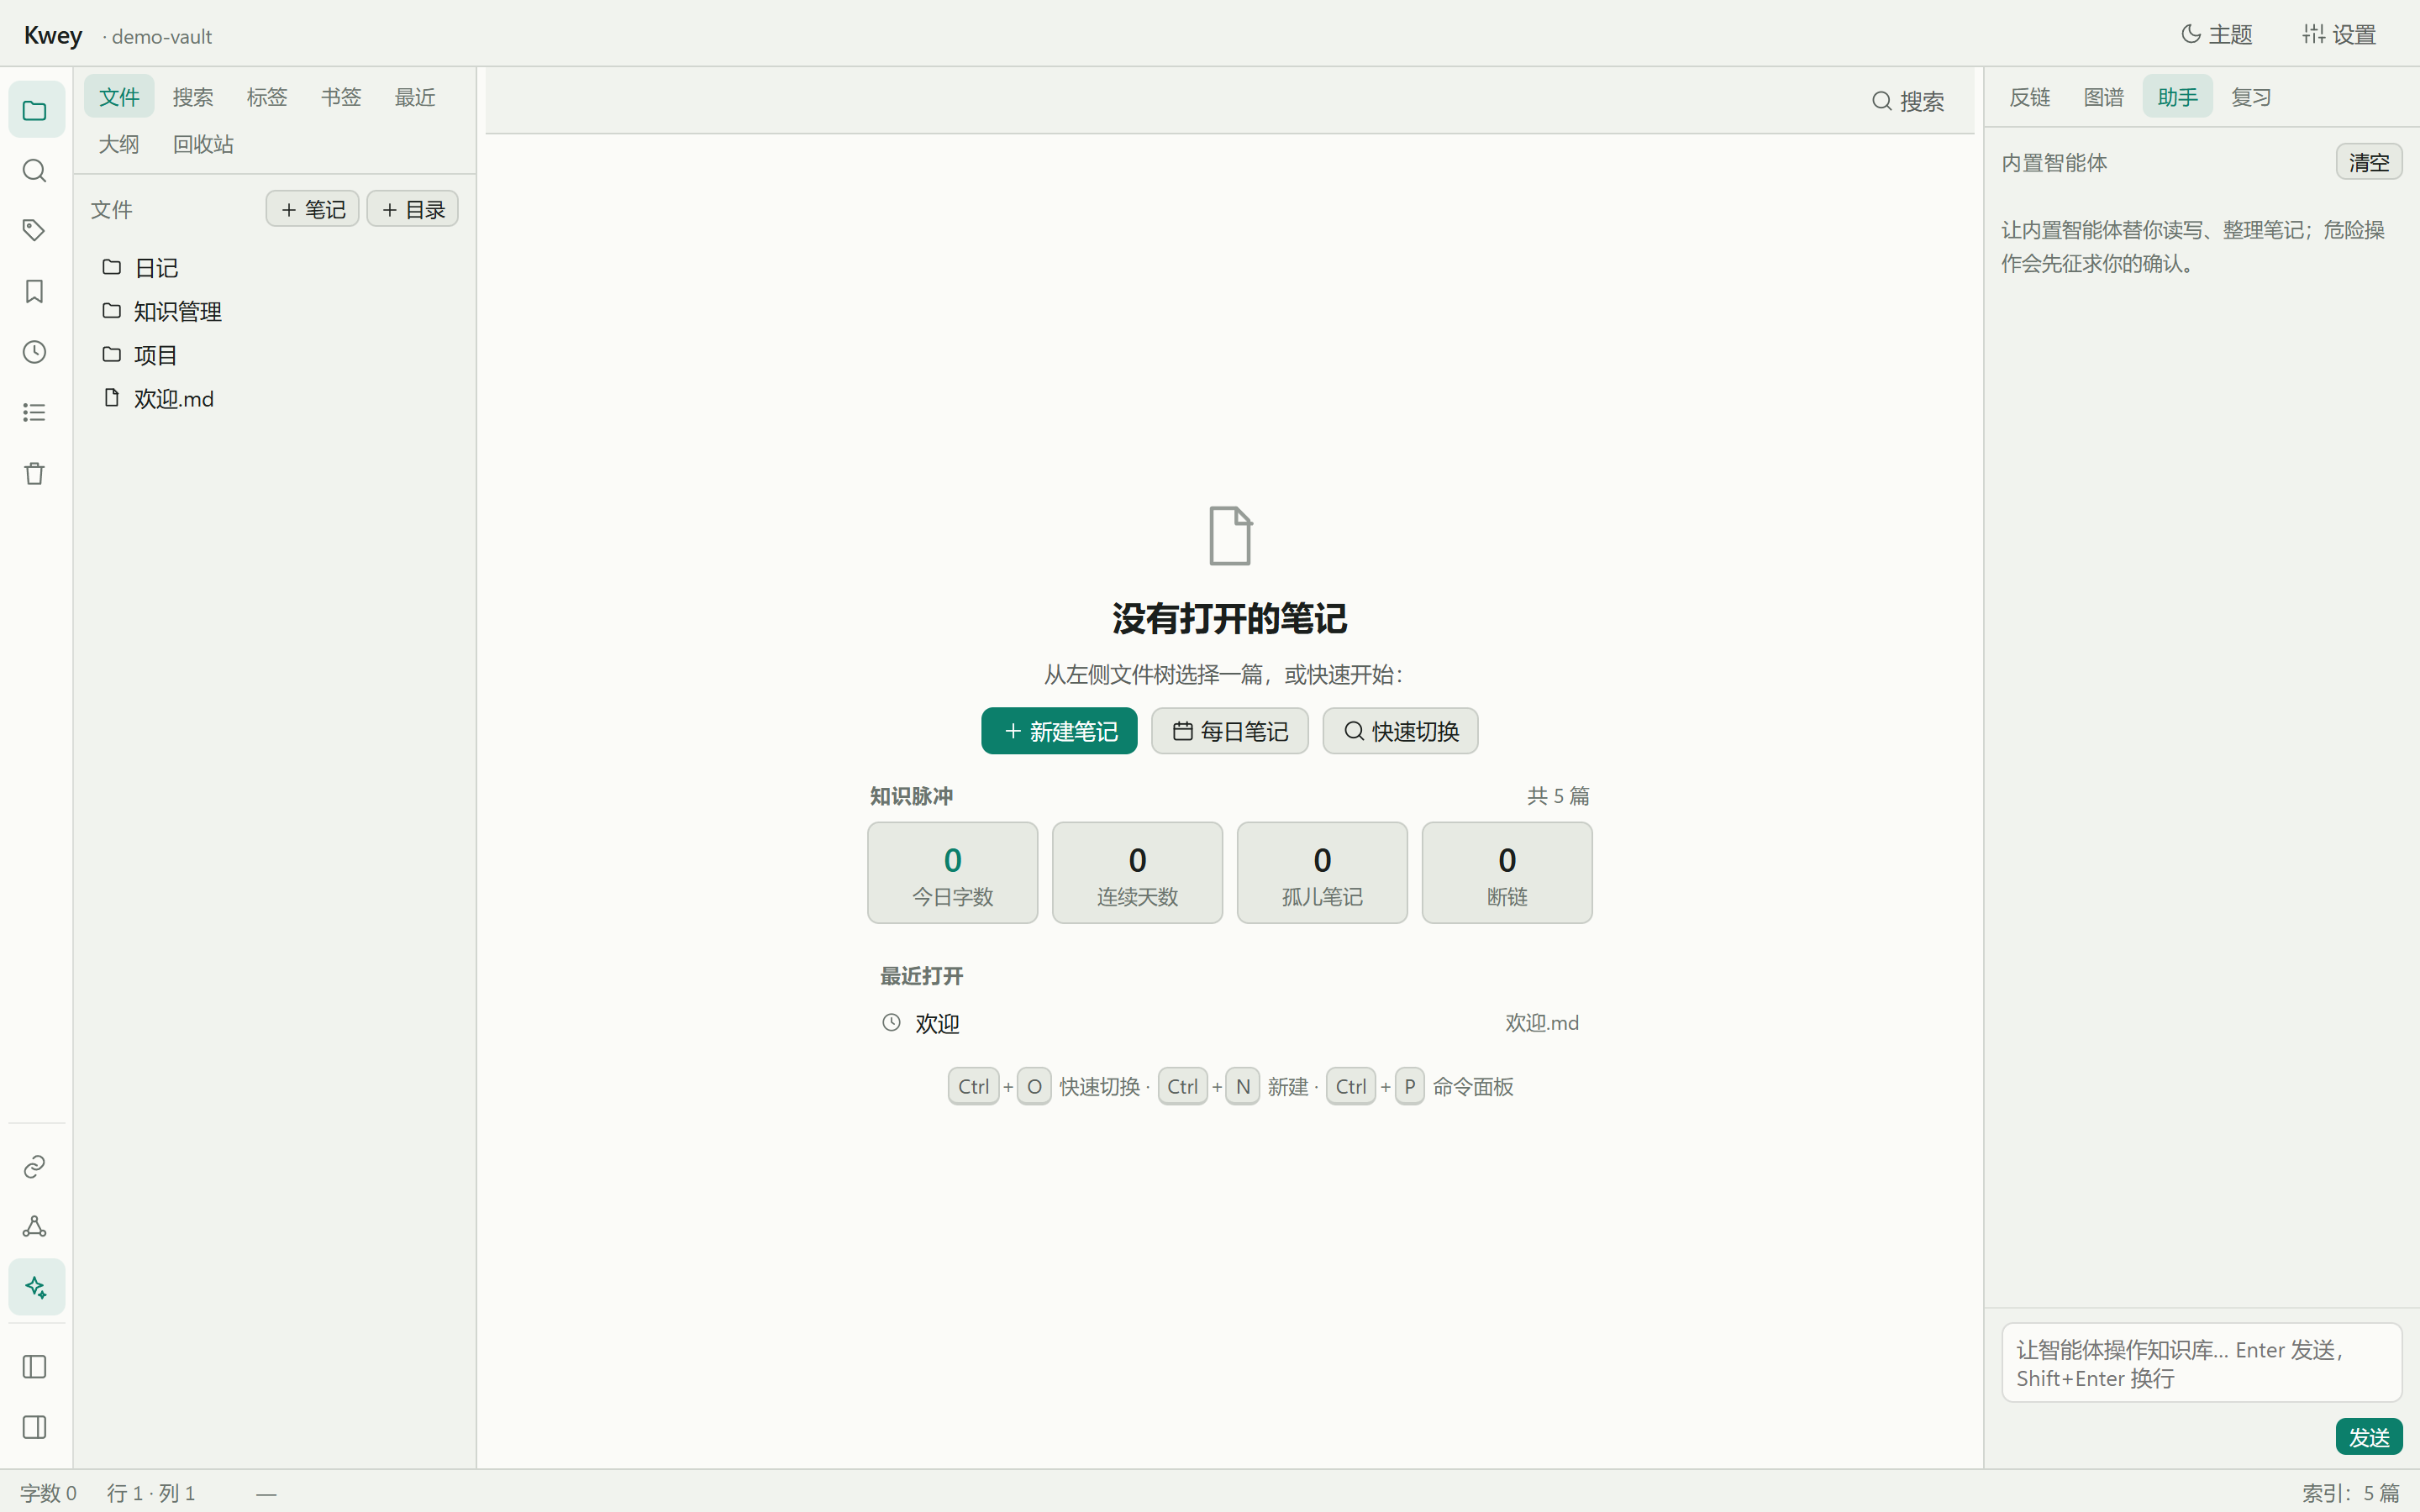 Kwey · demo-vault
主题 设置
文件 搜索 标签 书签 最近
大纲 回收站
文件 + 笔记 + 目录
日记
知识管理
项目
欢迎.md
搜索
没有打开的笔记
从左侧文件树选择一篇，或快速开始：
+ 新建笔记 每日笔记 快速切换
知识脉冲 共 5 篇
0 0 0 0
今日字数 连续天数 孤儿笔记 断链
最近打开
欢迎 欢迎.md
Ctrl + O 快速切换 · Ctrl + N 新建 · Ctrl + P 命令面板
反链 图谱 助手 复习
内置智能体 清空
让内置智能体替你读写、整理笔记；危险操
作会先征求你的确认。
让智能体操作知识库… Enter 发送，
Shift+Enter 换行
发送
字数 0 行 1 · 列 1 —
索引：5 篇